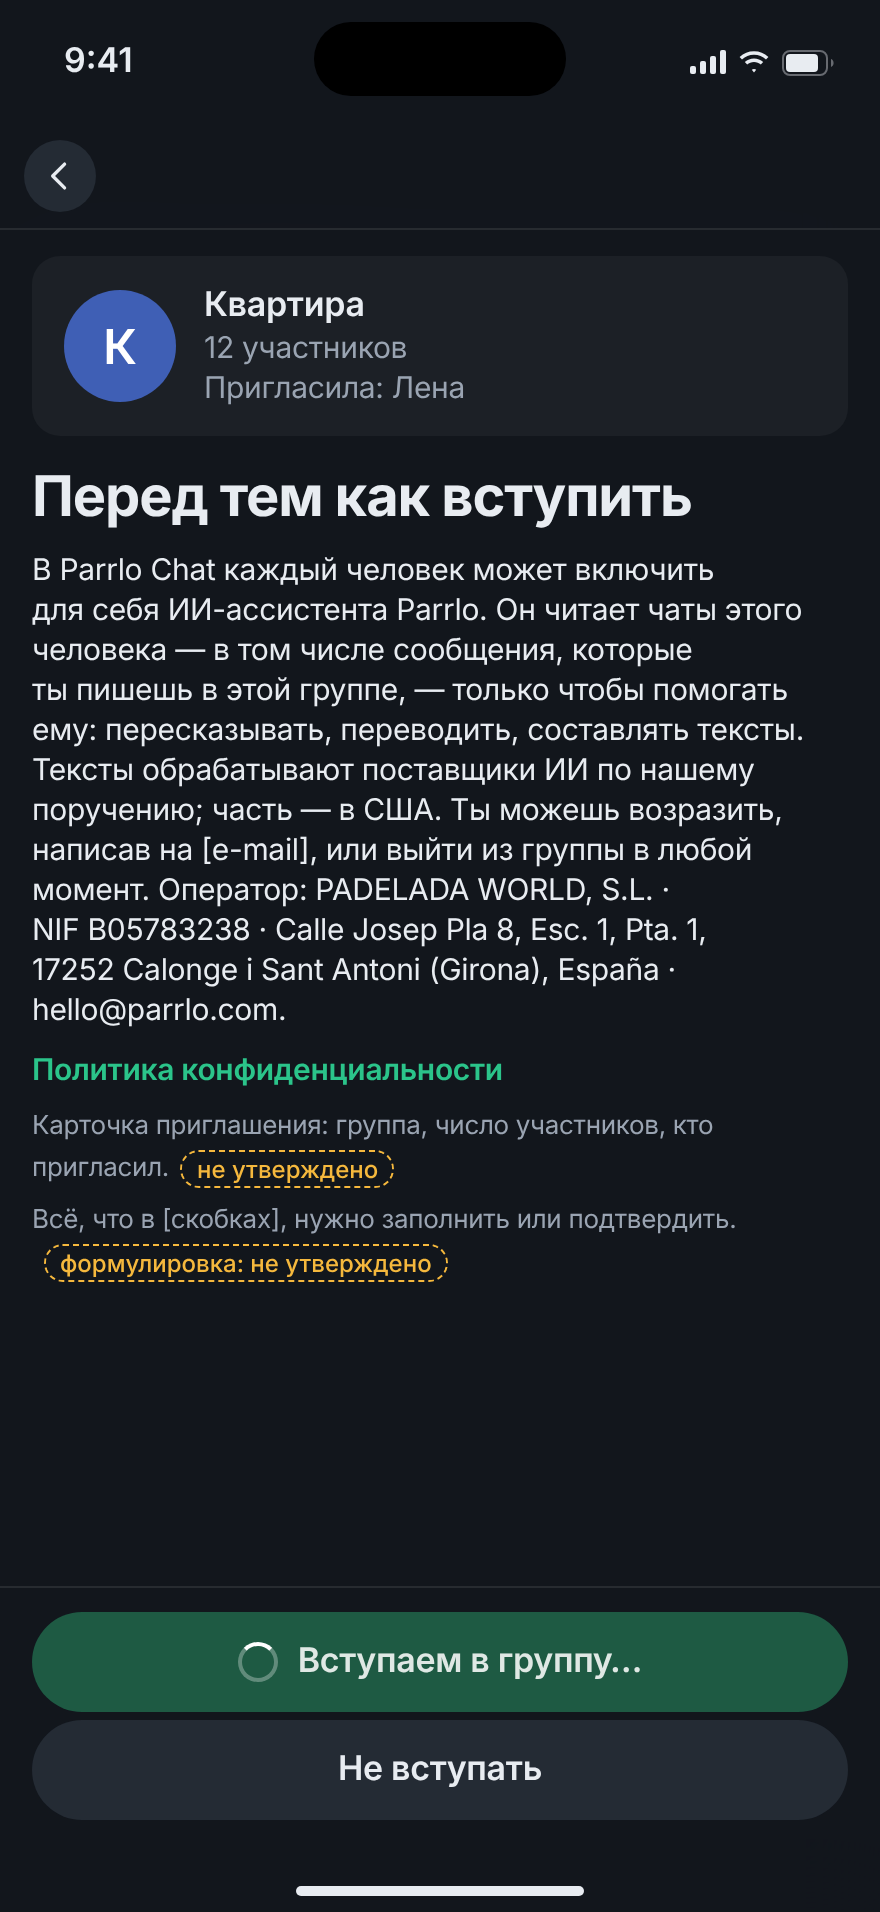 9:41
К
Квартира
12 участников
Пригласила: Лена
Перед тем как вступить
В Parrlo Chat каждый человек может включить
для себя ИИ-ассистента Parrlo. Он читает чаты этого
человека — в том числе сообщения, которые
ты пишешь в этой группе, — только чтобы помогать
ему: пересказывать, переводить, составлять тексты.
Тексты обрабатывают поставщики ИИ по нашему
поручению; часть — в США. Ты можешь возразить,
написав на [e-mail], или выйти из группы в любой
момент. Оператор: PADELADA WORLD, S.L. ·
NIF B05783238 · Calle Josep Pla 8, Esc. 1, Pta. 1,
17252 Calonge i Sant Antoni (Girona), España ·
hello@parrlo.com.
Политика конфиденциальности
Карточка приглашения: группа, число участников, кто
пригласил. не утверждено
Всё, что в [скобках], нужно заполнить или подтвердить.
формулировка: не утверждено
Вступаем в группу...
Не вступать